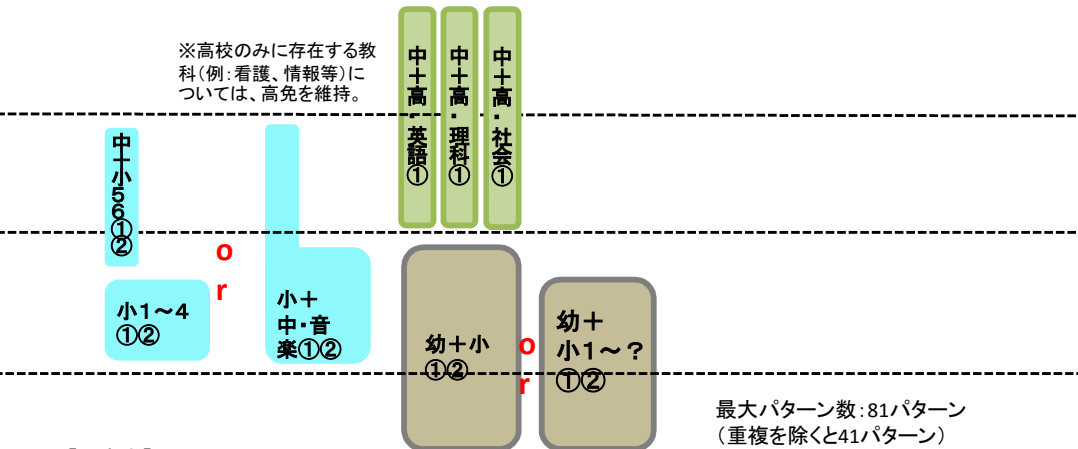 ※高校のみに存在する教
科(例:看護、情報等)に
ついては、高免を維持。
中＋高・英語①
中＋高・理科①
中＋高・社会①
中＋小５６①②
or
小１～４
①②
小＋
中・音
楽①②
幼＋小
①②
or
幼＋
小１～？
①②
最大パターン数:81パターン
(重複を除くと41パターン)